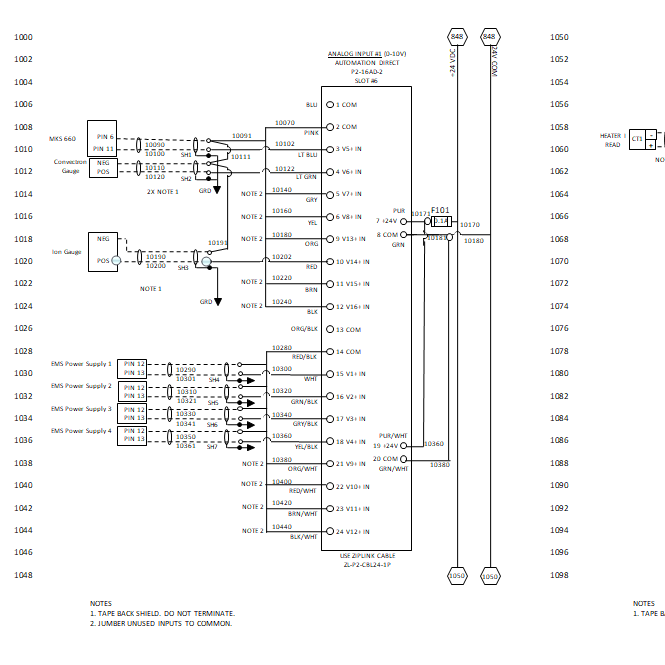 1000
848
848
1050
1002
ANALOG INPUT #1 (0-10V)
AUTOMATION DIRECT
P2-16AD-2
SLOT #6
+24 VDC
24V COM
1052
1004
1054
1006
BLU
1 COM
1056
1008
10070
PINK
2 COM
1058
MKS 660
PIN 6
PIN 11
10091
10090
10100
SH1
HEATER I
READ
CT1
-
+
NO
1010
10102
LT BLU
3 V5+ IN
1060
Convectron
Gauge
NEG
POS
10111
10110
10120
SH2
1012
10122
LT GRN
4 V6+ IN
1062
2X NOTE 1
GRD
1014
NOTE 2
10140
GRY
5 V7+ IN
1064
1016
NOTE 2
10160
YEL
6 V8+ IN
PUR
7 +24V
10171
F101
0.1A
10170
1066
1018
NOTE 2
10180
ORG
9 V13+ IN
8 COM
GRN
10181
10180
1068
Ion Gauge
NEG
POS
10191
10190
10200
SH3
1020
10202
RED
10 V14+ IN
1070
NOTE 1
GRD
1022
NOTE 2
10220
BRN
11 V15+ IN
1072
1024
NOTE 2
10240
BLK
12 V16+ IN
1074
1026
ORG/BLK
13 COM
1076
1028
10280
RED/BLK
14 COM
1078
EMS Power Supply 1
PIN 12
PIN 13
10290
10301
SH4
1030
10300
WHT
15 V1+ IN
1080
EMS Power Supply 2
PIN 12
PIN 13
10310
10321
SH5
1032
10320
GRN/BLK
16 V2+ IN
1082
EMS Power Supply 3
PIN 12
PIN 13
10330
10341
SH6
1034
10340
GRY/BLK
17 V3+ IN
1084
EMS Power Supply 4
PIN 12
PIN 13
10350
10361
SH7
1036
10360
YEL/BLK
18 V4+ IN
PUR/WHT
19 +24V
10360
1086
1038
NOTE 2
10380
ORG/WHT
21 V9+ IN
20 COM
GRN/WHT
10380
1088
1040
NOTE 2
10400
RED/WHT
22 V10+ IN
1090
1042
NOTE 2
10420
BRN/WHT
23 V11+ IN
1092
1044
NOTE 2
10440
BLK/WHT
24 V12+ IN
1094
1046
USE ZIPLINK CABLE
ZL-P2-CBL24-1P
1096
1048
1050
1050
1098
NOTES
1. TAPE BACK SHIELD. DO NOT TERMINATE.
2. JUMBER UNUSED INPUTS TO COMMON.
NOTES
1. TAPE BA